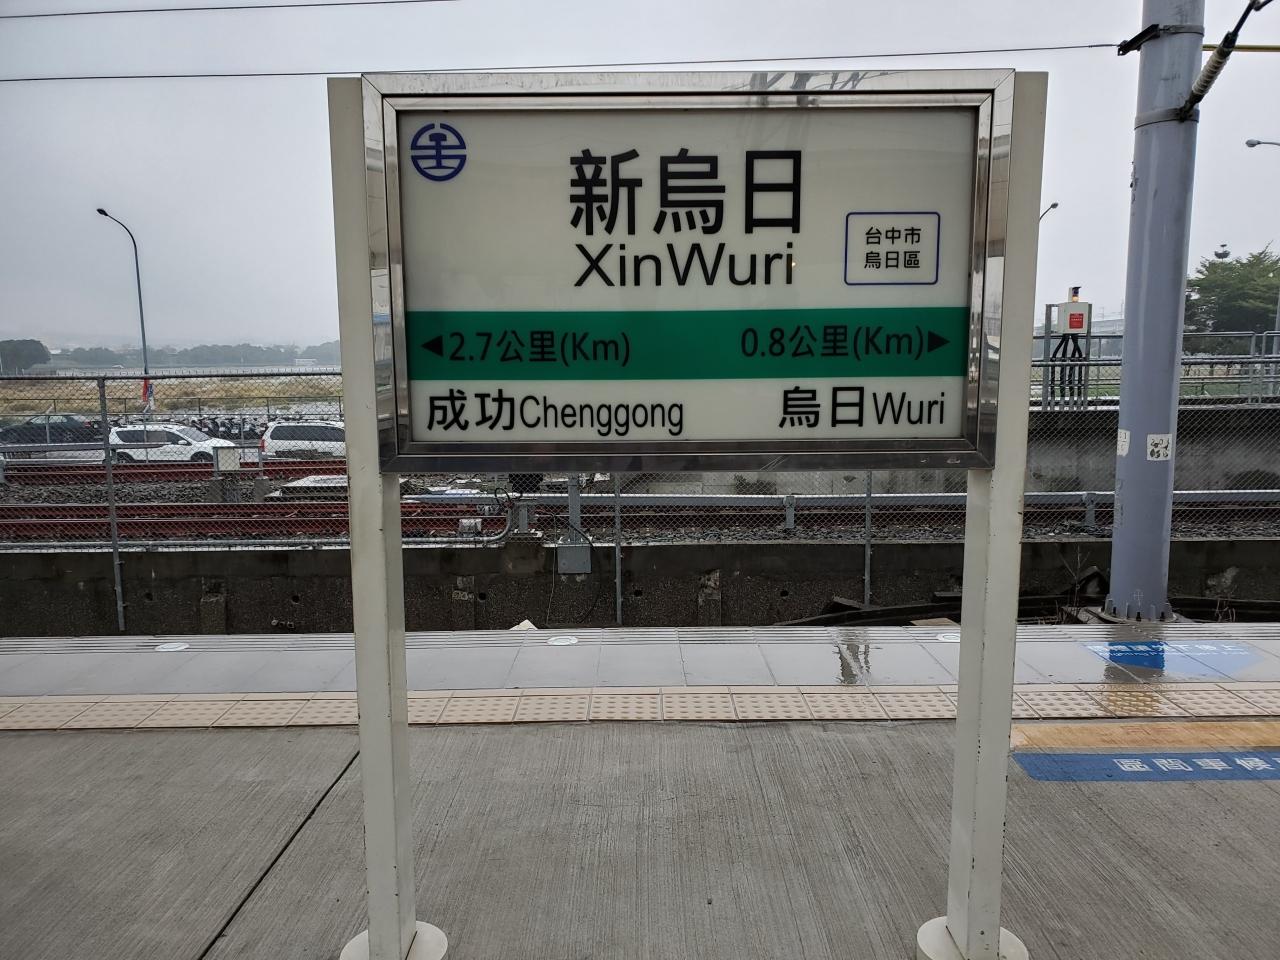 新烏日
XinWuri
台中市
烏日區
◀2.7公里(Km)
0.8公里(Km)▶
成功Chenggong
烏日Wuri
區間車候